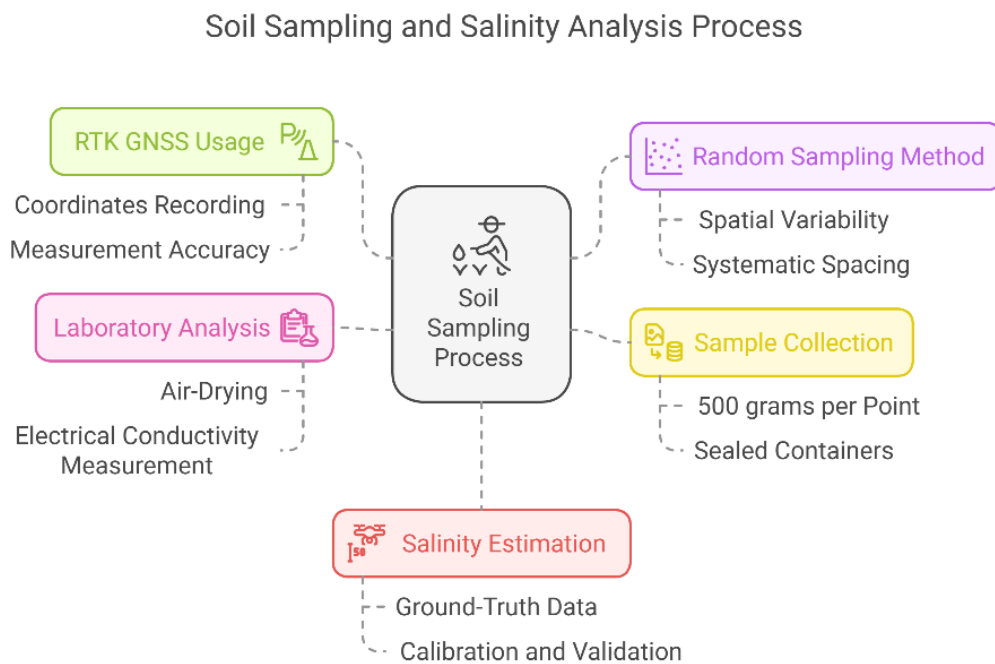 Soil Sampling and Salinity Analysis Process
RTK GNSS Usage
Coordinates Recording
Measurement Accuracy
Laboratory Analysis
Air-Drying
Electrical Conductivity
Measurement
Soil
Sampling
Process
Random Sampling Method
Spatial Variability
Systematic Spacing
Sample Collection
500 grams per Point
Sealed Containers
50
Salinity Estimation
Ground-Truth Data
Calibration and Validation